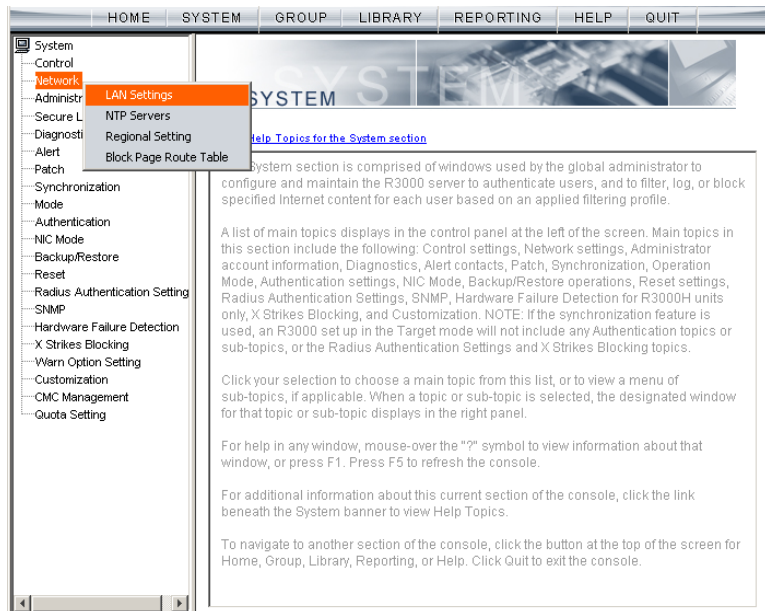 HOME SYSTEM GROUP LIBRARY REPORTING HELP QUIT
System
Control
Network
Administr
Secure L
Diagnosti
Alert
Patch
Synchronization
Mode
Authentication
NIC Mode
Backup/Restore
Reset
Radius Authentication Setting
SNMP
Hardware Failure Detection
X Strikes Blocking
Warn Option Setting
Customization
CMC Management
Quota Setting
LAN Settings
NTP Servers
Regional Setting
Block Page Route Table
SYSTEM
SYSTEM
Help Topics for the System section
System section is comprised of windows used by the global administrator to
configure and maintain the R3000 server to authenticate users, and to filter, log, or block
specified Internet content for each user based on an applied filtering profile.
A list of main topics displays in the control panel at the left of the screen. Main topics in
this section include the following: Control settings, Network settings, Administrator
account information, Diagnostics, Alert contacts, Patch, Synchronization, Operation
Mode, Authentication settings, NIC Mode, Backup/Restore operations, Reset settings,
Radius Authentication Settings, SNMP, Hardware Failure Detection for R3000H units
only, X Strikes Blocking, and Customization. NOTE: If the synchronization feature is
used, an R3000 set up in the Target mode will not include any Authentication topics or
sub-topics, or the Radius Authentication Settings and X Strikes Blocking topics.
Click your selection to choose a main topic from this list, or to view a menu of
sub-topics, if applicable. When a topic or sub-topic is selected, the designated window
for that topic or sub-topic displays in the right panel.
For help in any window, mouse-over the "?" symbol to view information about that
window, or press F1. Press F5 to refresh the console.
For additional information about this current section of the console, click the link
beneath the System banner to view Help Topics.
To navigate to another section of the console, click the button at the top of the screen for
Home, Group, Library, Reporting, or Help. Click Quit to exit the console.